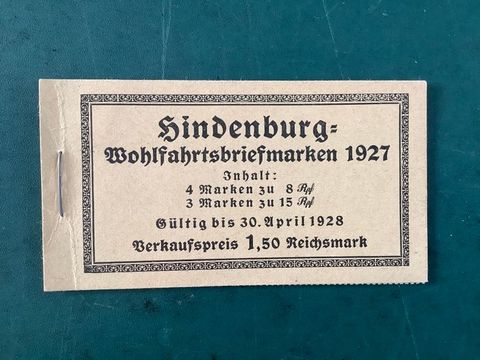 Hindenburg=
Wohlfahrtsbriefmarken 1927
Inhalt:
4 Marken zu 8 Rpf
3 Marken zu 15 Rpf
Gültig bis 30. April 1928
Verkaufspreis 1,50 Reichsmark